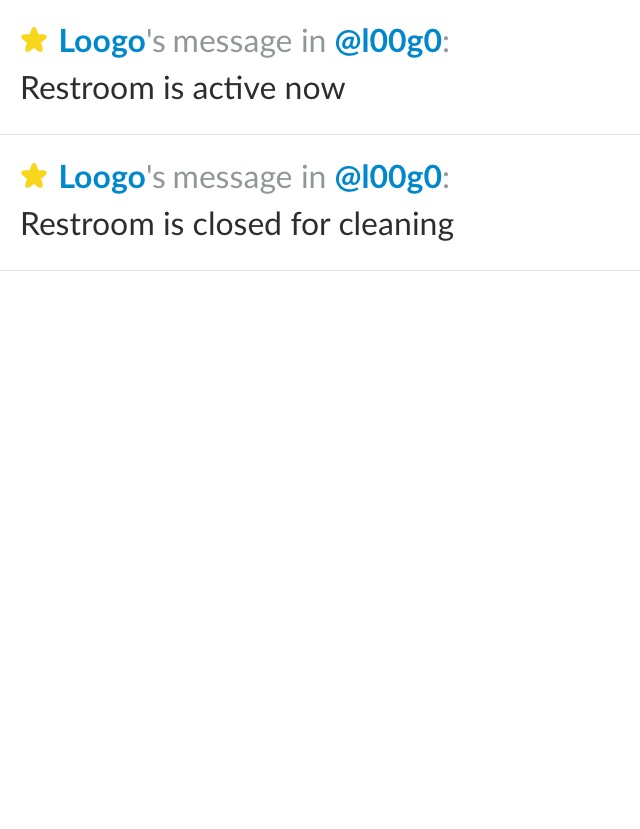 Loogo's message in @l00g0:
Restroom is active now
Loogo's message in @l00g0:
Restroom is closed for cleaning